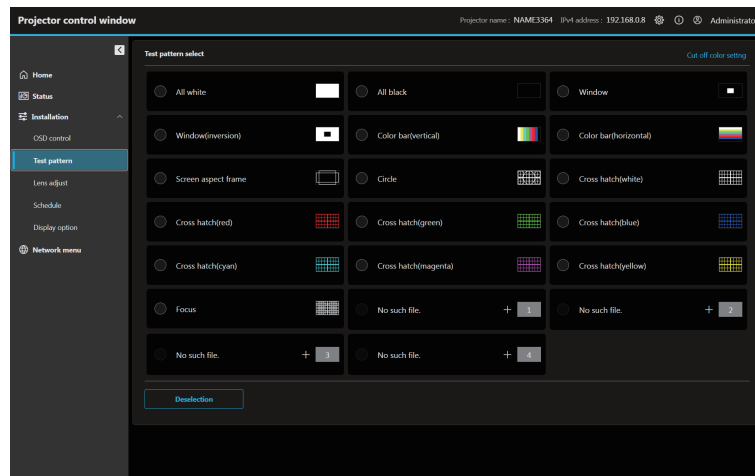 Projector control window
Projector name : NAME3364 IPv4 address : 192.168.0.8 Administrato
Test pattern select
Cut off color settng
Home
Status
Installation
OSD control
Test pattern
Lens adjust
Schedule
Display option
Network menu
All white
All black
Window
Window(inversion)
Color bar(vertical)
Color bar(horizontal)
Screen aspect frame
Circle
Cross hatch(white)
Cross hatch(red)
Cross hatch(green)
Cross hatch(blue)
Cross hatch(cyan)
Cross hatch(magenta)
Cross hatch(yellow)
Focus
No such file. + 1
No such file. + 2
No such file. + 3
No such file. + 4
Deselection